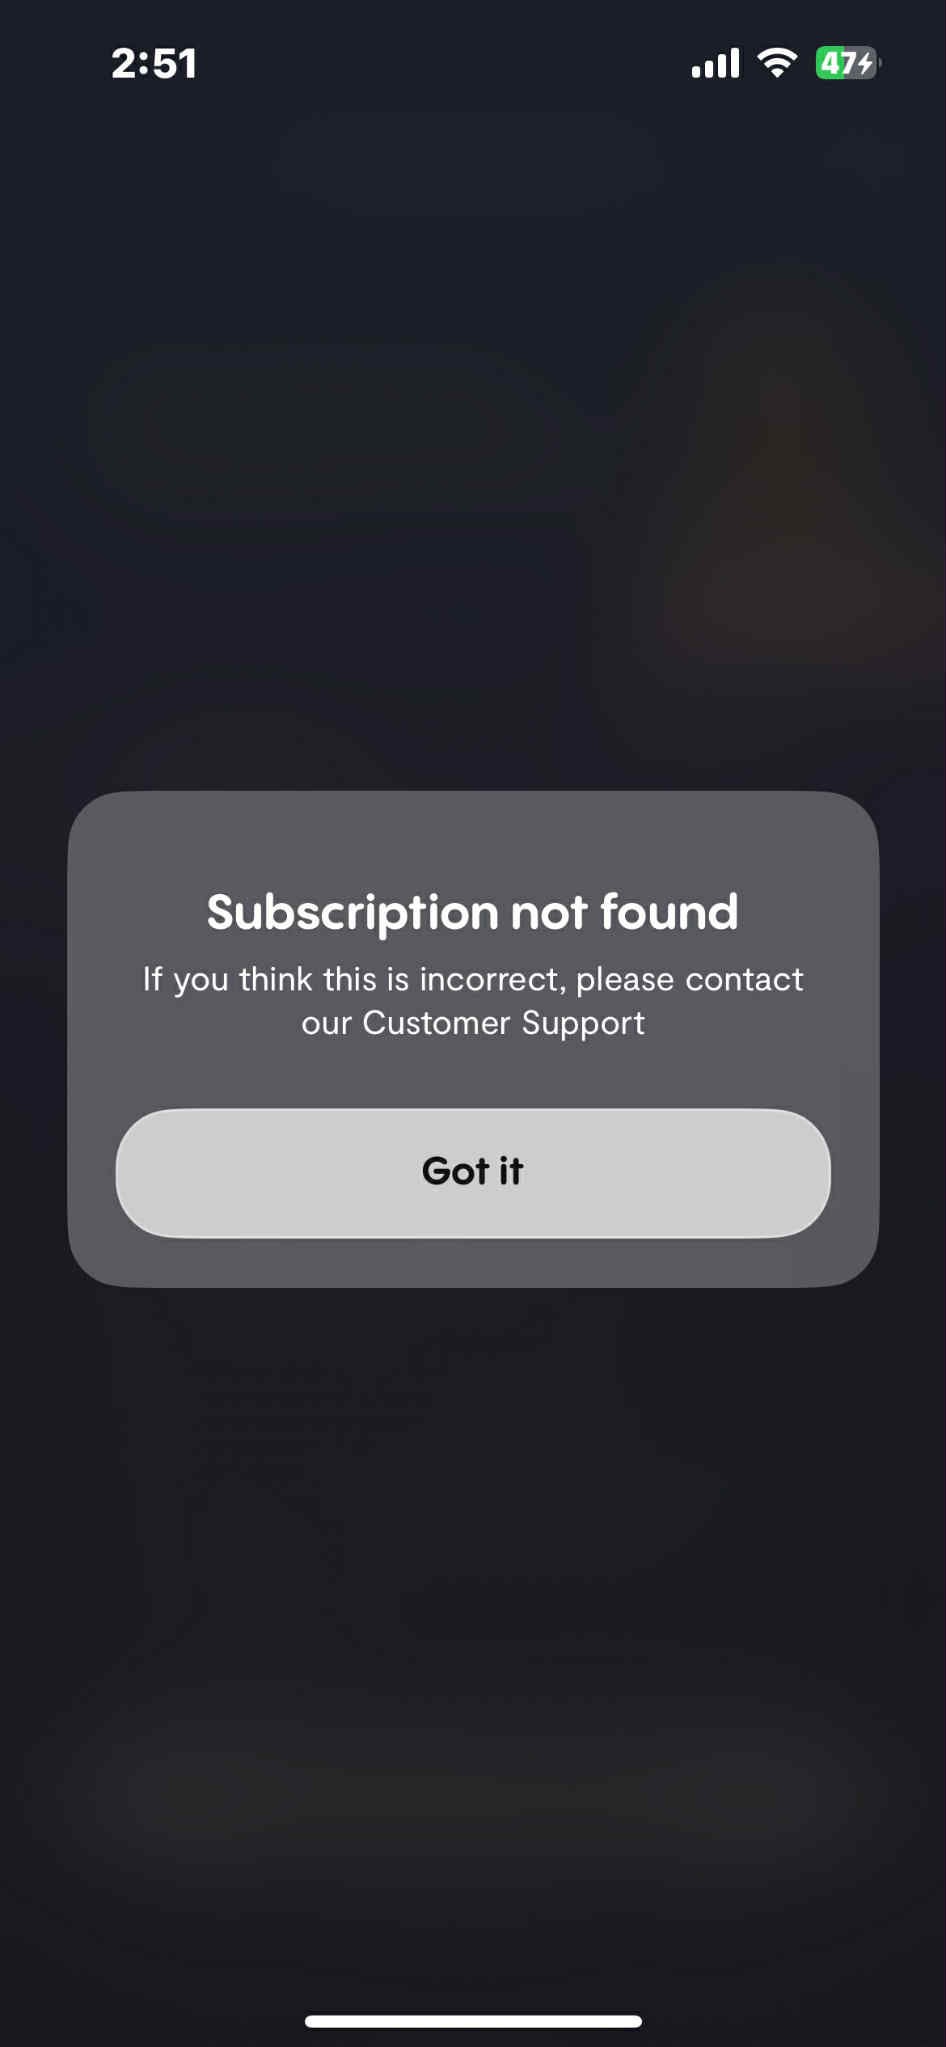 2:51
47
Subscription not found
If you think this is incorrect, please contact
our Customer Support
Got it